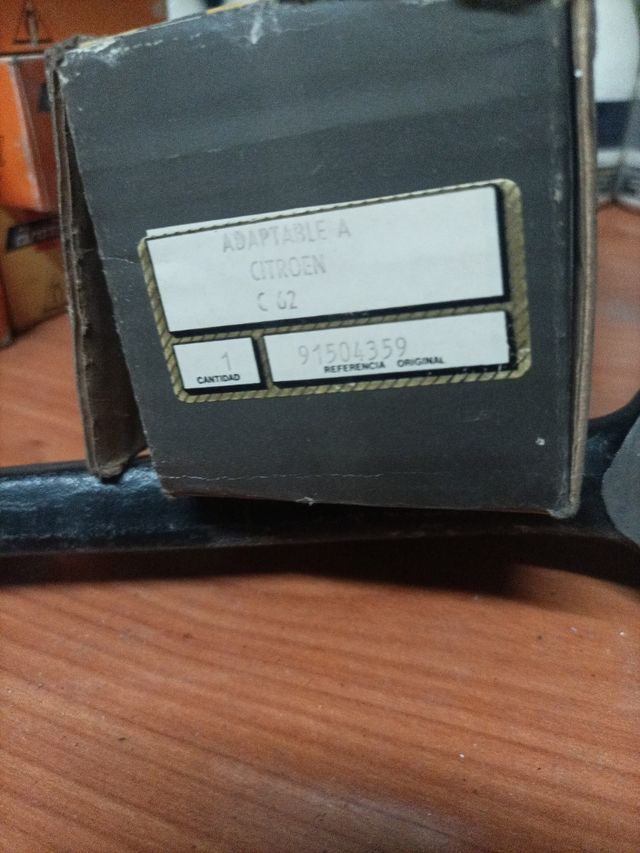 ADAPTABLE A
CITROEN
C 62
1
CANTIDAD
91504359
REFERENCIA ORIGINAL